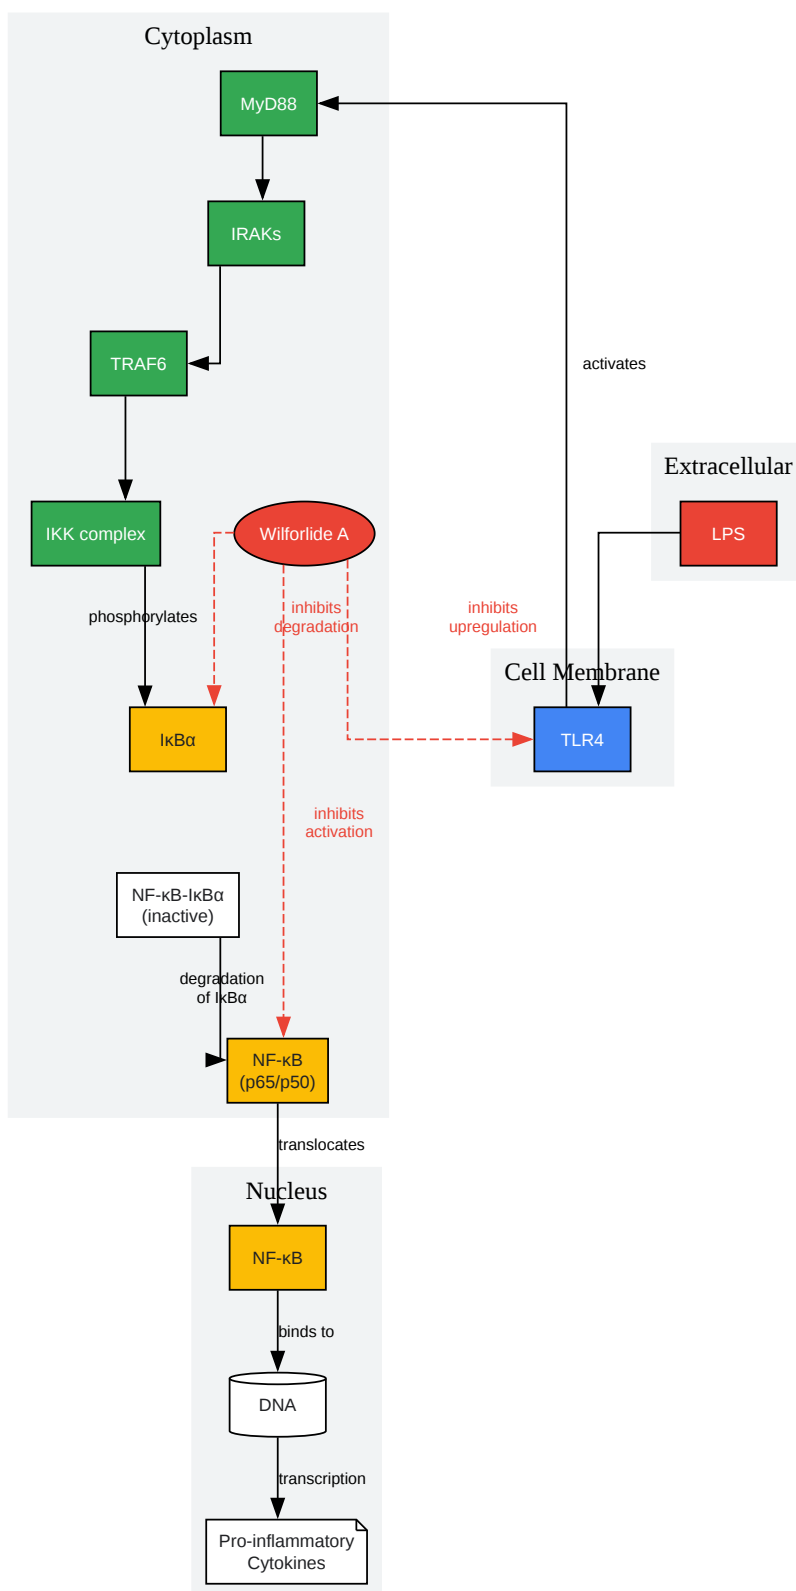 Cytoplasm
MyD88
IRAKs
TRAF6
activates
Extracellular
IKK complex
Wilforlide A
LPS
phosphorylates
inhibits
degradation
inhibits
upregulation
Cell Membrane
IκBα
TLR4
inhibits
activation
NF-κB-IκBα
(inactive)
degradation
of IκBα
NF-κB
(p65/p50)
translocates
Nucleus
NF-κB
binds to
DNA
transcription
Pro-inflammatory
Cytokines